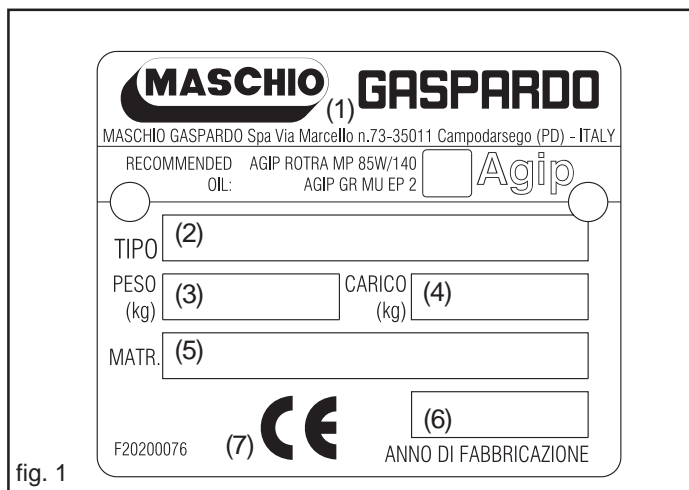 MASCHIO (1) GASPARDO
MASCHIO GASPARDO Spa Via Marcello n.73-35011 Campodarsego (PD) - ITALY
RECOMMENDED OIL: AGIP ROTRA MP 85W/140
AGIP GR MU EP 2
Agip
TIPO (2)
PESO (kg) (3) CARICO (kg) (4)
MATR. (5)
(6)
F20200076 (7) CE ANNO DI FABBRICAZIONE
fig. 1